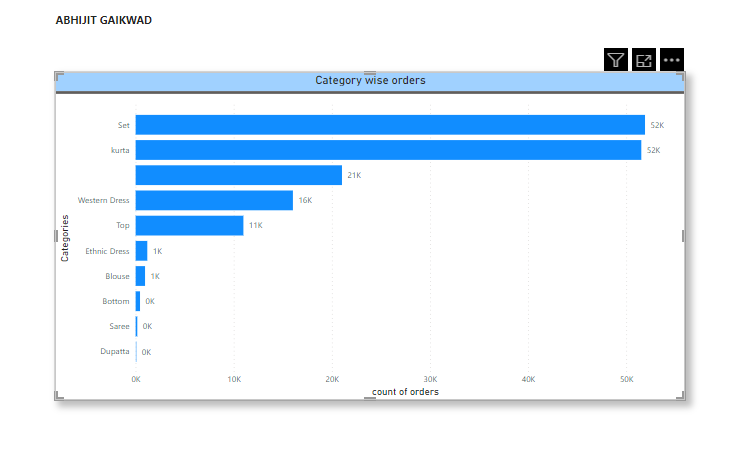 ABHIJIT GAIKWAD
Category wise orders
Set 52K
kurta 52K
21K
Western Dress 16K
Top 11K
Ethnic Dress 1K
Blouse 1K
Bottom 0K
Saree 0K
Dupatta 0K
Categories
0K 10K 20K 30K 40K 50K
count of orders